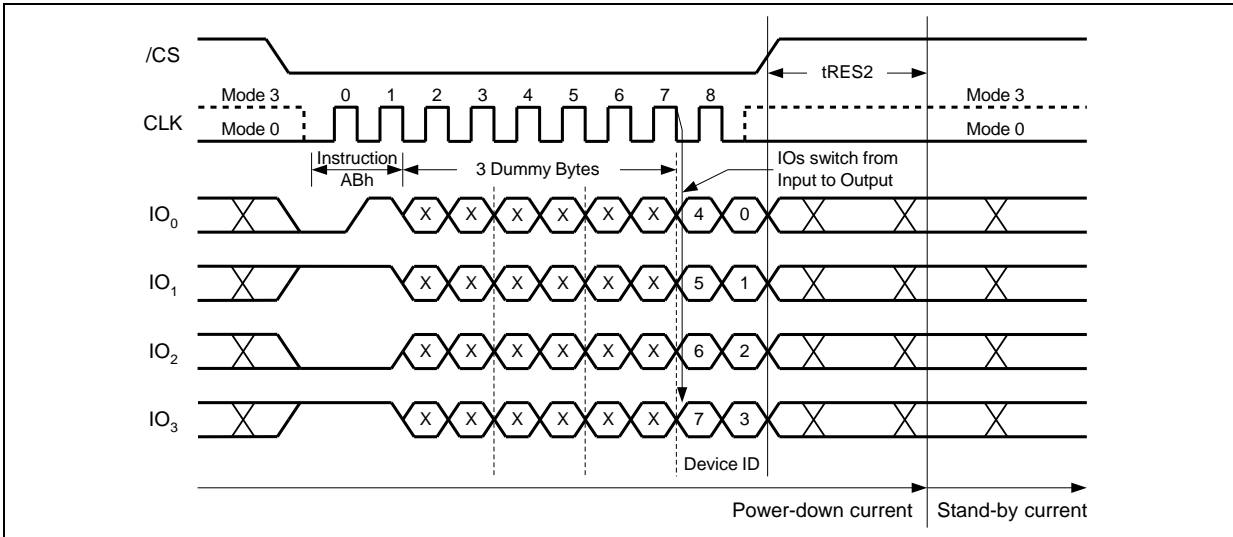 /CS
tRES2
Mode 3 0 1 2 3 4 5 6 7 8 Mode 3
CLK
Mode 0 Mode 0
Instruction
ABh
3 Dummy Bytes
IOs switch from
Input to Output
IO0 X X X X X X 4 0
IO1 X X X X X X 5 1
IO2 X X X X X X 6 2
IO3 X X X X X X 7 3
Device ID
Power-down current Stand-by current